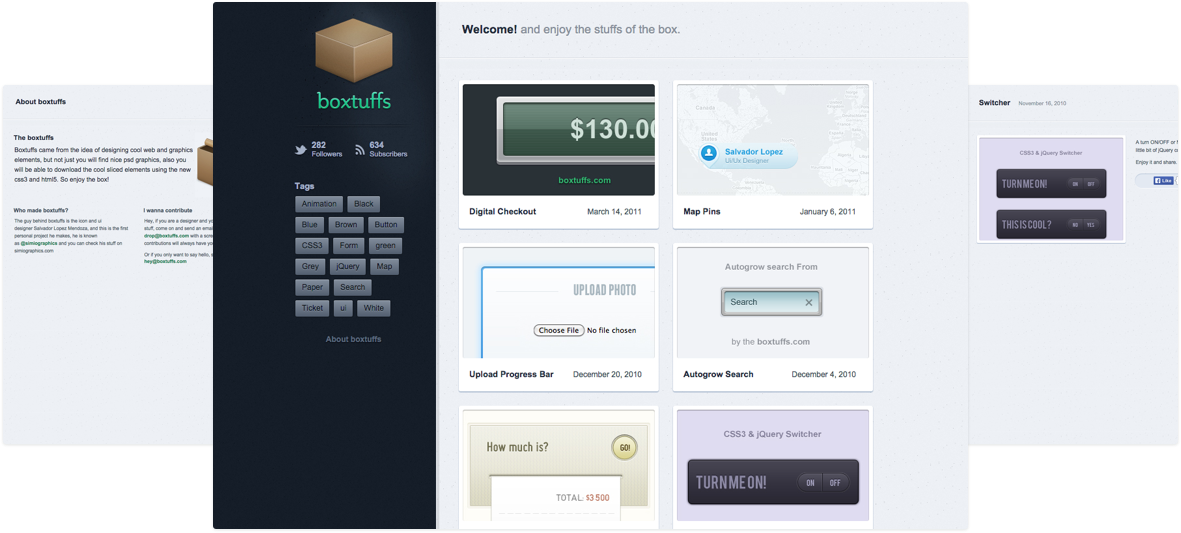 About boxtuffs
The boxtuffs
Boxtuffs came from the idea of designing cool web and graphics
elements, but not just you will find nice psd graphics, also you
will be able to download the cool sliced elements using the new
css3 and html5. So enjoy the box!
Who made boxtuffs?
The guy behind boxtuffs is the icon and ui
designer Salvador Lopez Mendoza, and this is the first
personal project he makes, he is known
as @simiographics and you can check his stuff on
simiographics.com
I wanna contribute
Hey, if you are a designer and yo
stuff, come on and send an email
drop@boxtuffs.com with a scre
contributions will always have yo
Or if you only want to say hello, s
hey@boxtuffs.com
boxtuffs
282
Followers
634
Subscribers
Tags
Animation Black
Blue Brown Button
CSS3 Form green
Grey jQuery Map
Paper Search
Ticket ui White
About boxtuffs
Welcome! and enjoy the stuffs of the box.
$130.00
boxtuffs.com
Digital Checkout March 14, 2011
Canada
United
States
Salvador Lopez
Ui/Ux Designer
Map Pins January 6, 2011
UPLOAD PHOTO
Choose File No file chosen
Upload Progress Bar December 20, 2010
Autogrow search From
Search
by the boxtuffs.com
Autogrow Search December 4, 2010
How much is? GO!
TOTAL: $3500
CSS3 & jQuery Switcher
TURN ME ON! ON OFF
Switcher November 16, 2010
CSS3 & jQuery Switcher
TURN ME ON! ON OFF
THIS IS COOL? NO YES
A turn ON/OFF or
little bit of jQuery c
Enjoy it and share.
Like